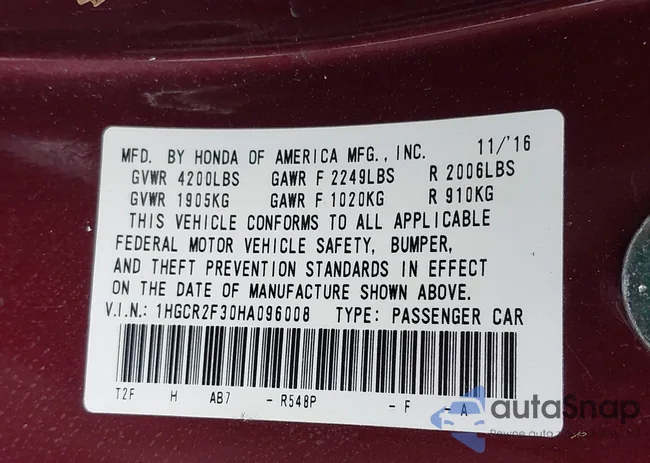 MFD. BY HONDA OF AMERICA MFG., INC. 11/'16
GVWR 4200LBS GAWR F 2249LBS R 2006LBS
GVWR 1905KG GAWR F 1020KG R 910KG
THIS VEHICLE CONFORMS TO ALL APPLICABLE
FEDERAL MOTOR VEHICLE SAFETY, BUMPER,
AND THEFT PREVENTION STANDARDS IN EFFECT
ON THE DATE OF MANUFACTURE SHOWN ABOVE.
V.I.N.: 1HGCR2F30HA096008 TYPE: PASSENGER CAR
T2F H AB7 - R548P - F - A
autaSnap
auto